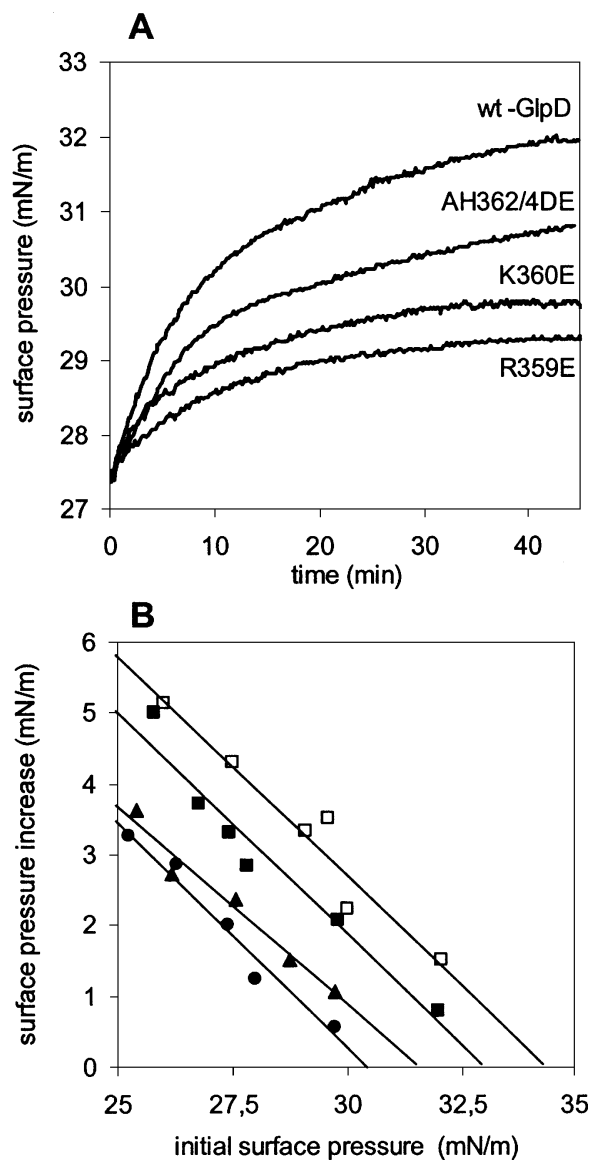 A
33
32
31
30
29
28
27
surface pressure (mN/m)
wt -GlpD
AH362/4DE
K360E
R359E
0
10
20
30
40
time (min)
B
6
5
4
3
2
1
0
surface pressure increase (mN/m)
25
27,5
30
32,5
35
initial surface pressure (mN/m)